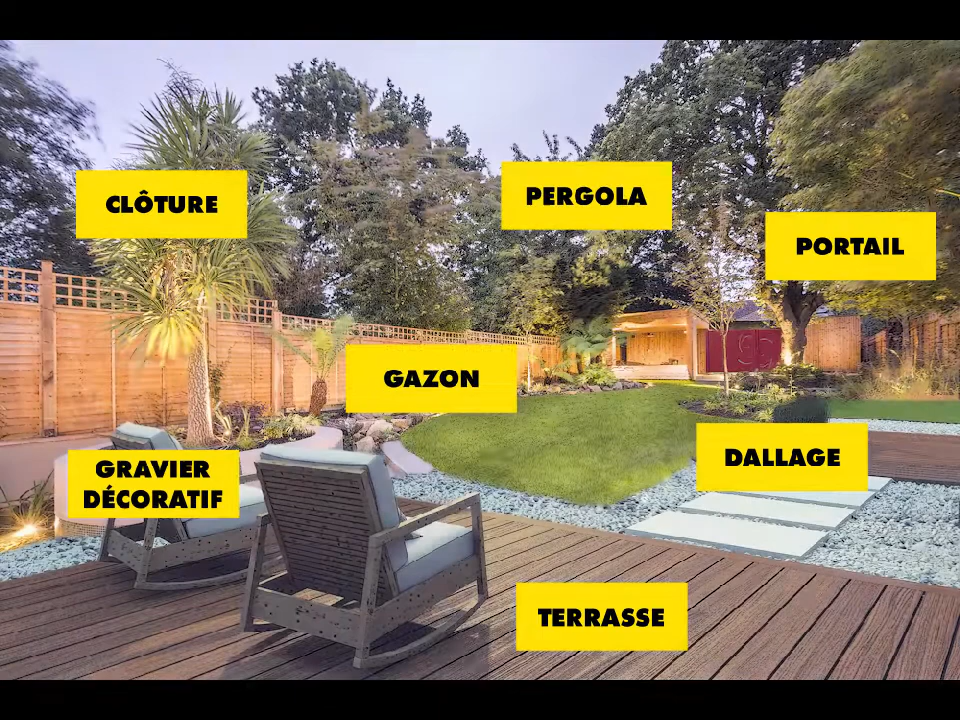 CLÔTURE
PERGOLA
PORTAIL
GAZON
DALLAGE
GRAVIER
DÉCORATIF
TERRASSE